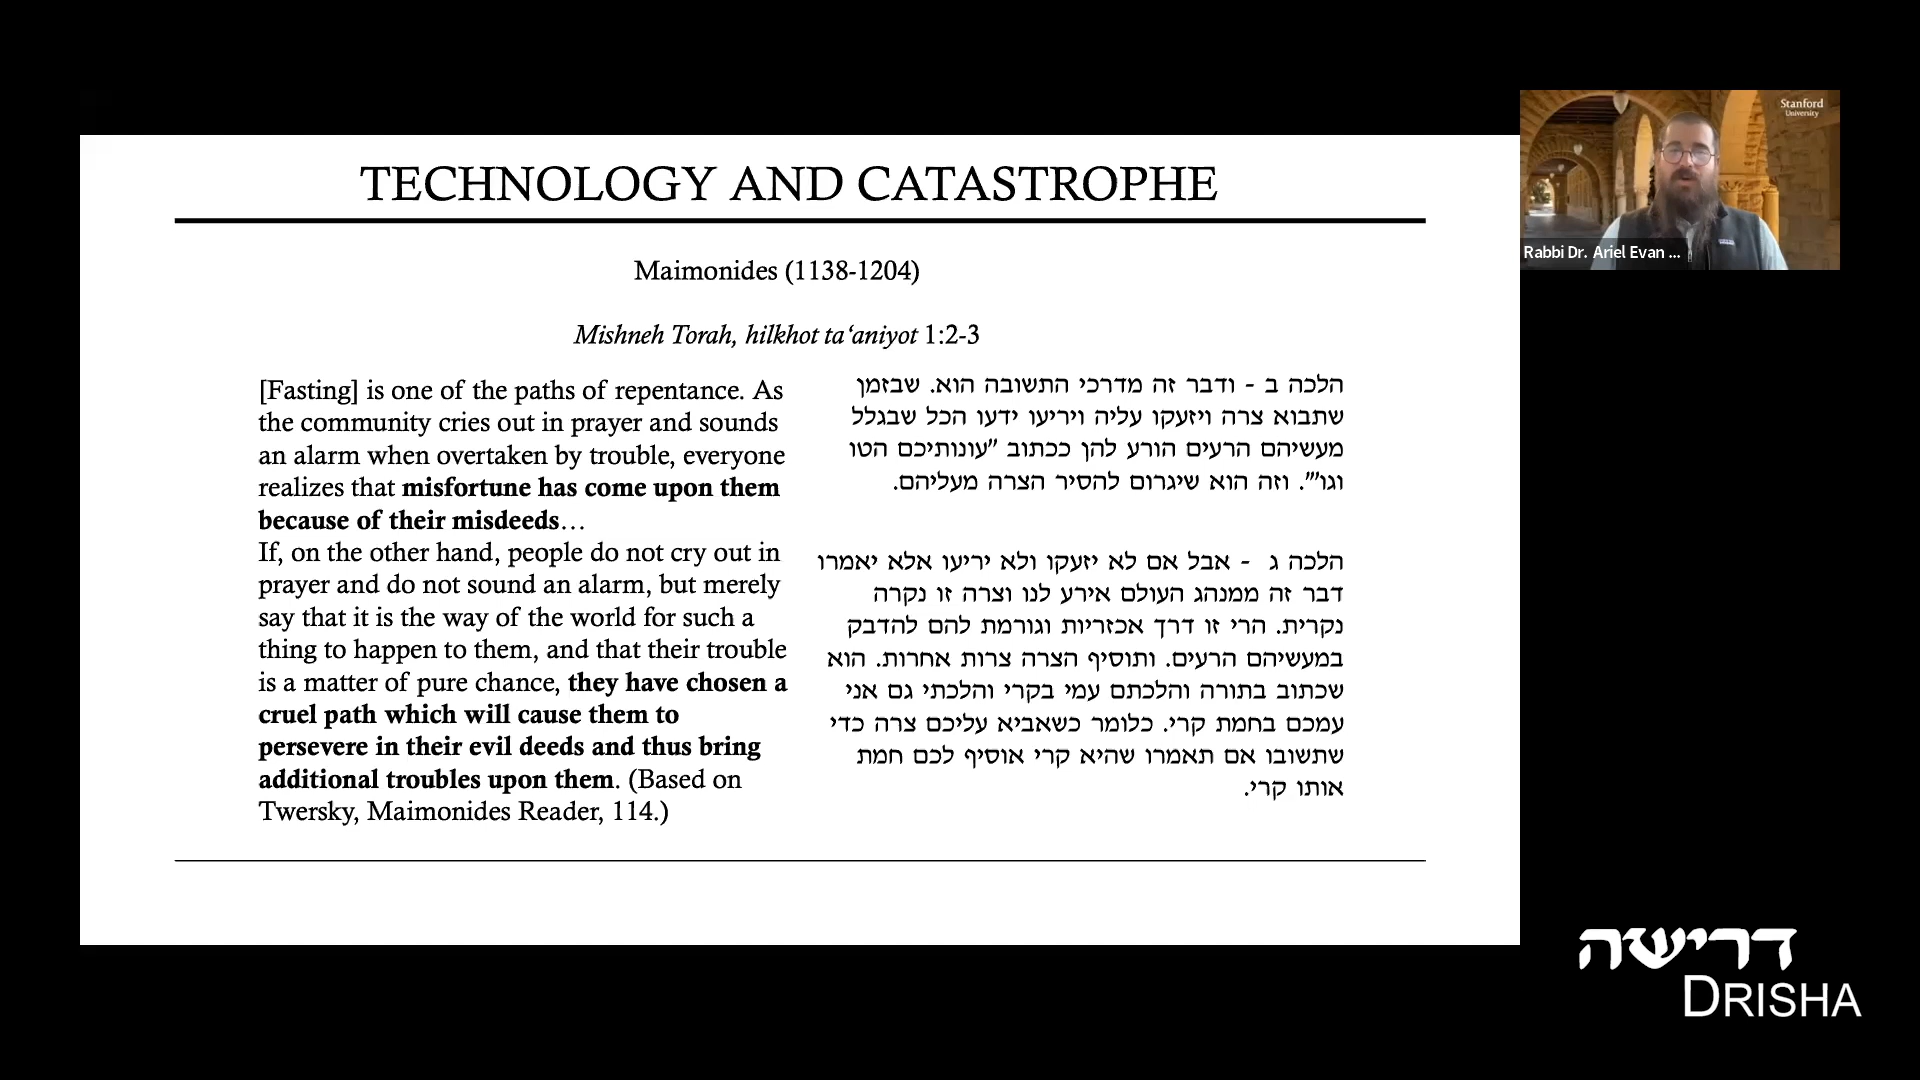 TECHNOLOGY AND CATASTROPHE
Maimonides (1138-1204)
Mishneh Torah, hilkhot ta‘aniyot 1:2-3
[Fasting] is one of the paths of repentance. As
the community cries out in prayer and sounds
an alarm when overtaken by trouble, everyone
realizes that misfortune has come upon them
because of their misdeeds…
If, on the other hand, people do not cry out in
prayer and do not sound an alarm, but merely
say that it is the way of the world for such a
thing to happen to them, and that their trouble
is a matter of pure chance, they have chosen a
cruel path which will cause them to
persevere in their evil deeds and thus bring
additional troubles upon them. (Based on
Twersky, Maimonides Reader, 114.)
הלכה ב - ודבר זה מדרכי התשובה הוא. שבזמן
שתבוא צרה ויזעקו עליה ויריעו ידעו הכל שבגלל
מעשיהם הרעים הורע להן ככתוב "עונותיכם הטו
וגו'". וזה הוא שיגרום להסיר הצרה מעליהם.
הלכה ג - אבל אם לא יזעקו ולא יריעו אלא יאמרו
דבר זה ממנהג העולם אירע לנו וצרה זו נקרה
נקרית. הרי זו דרך אכזריות וגורמת להם להדבק
במעשיהם הרעים. ותוסיף הצרה צרות אחרות. הוא
שכתוב בתורה והלכתם עמי בקרי והלכתי גם אני
עמכם בחמת קרי. כלומר כשאביא עליכם צרה כדי
שתשובו אם תאמרו שהיא קרי אוסיף לכם חמת
אותו קרי.
Stanford
University
Rabbi Dr. Ariel Evan ...
דרישה
DRISHA